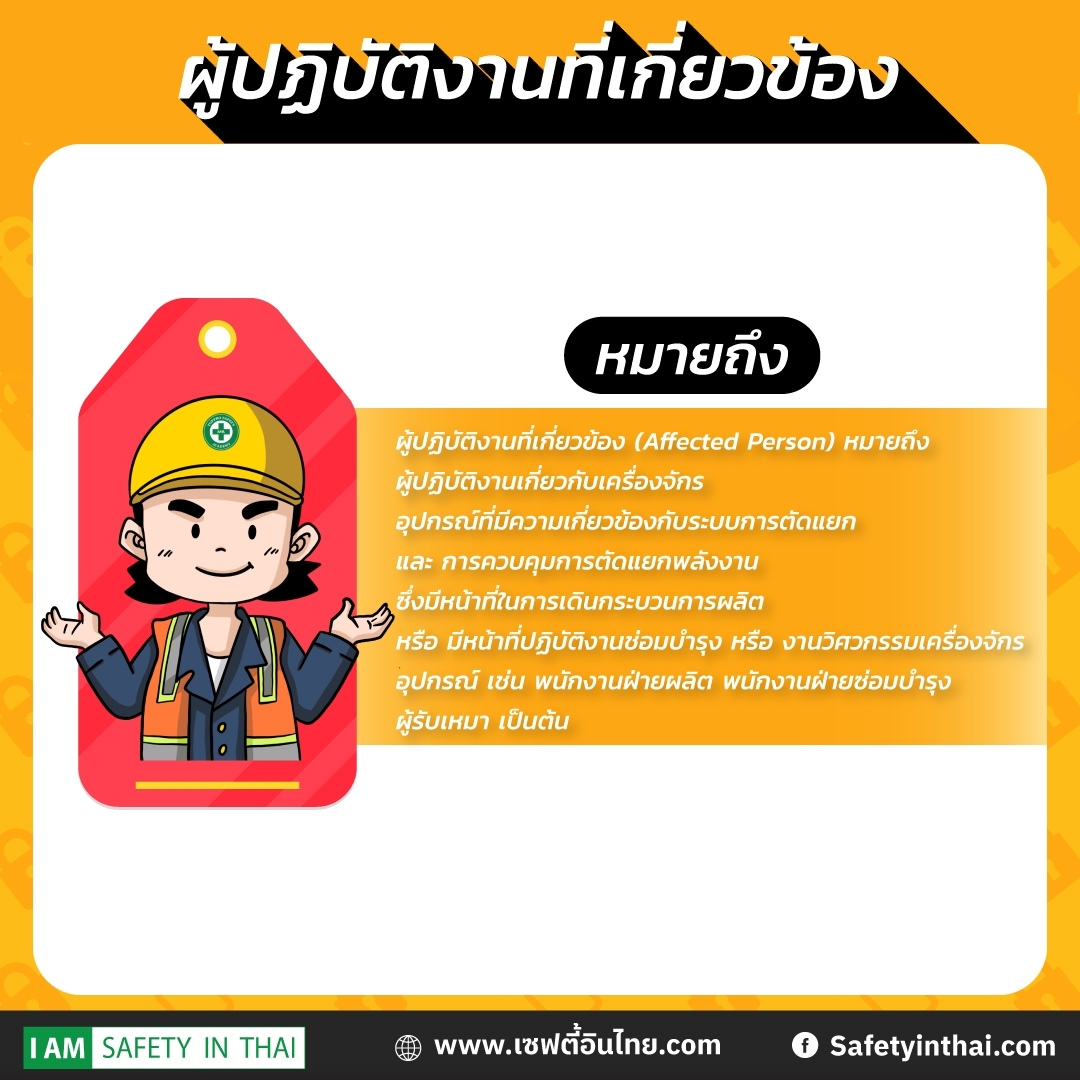 ผู้ปฏิบัติงานที่เกี่ยวข้อง
หมายถึง
ผู้ปฏิบัติงานที่เกี่ยวข้อง (Affected Person) หมายถึง
ผู้ปฏิบัติงานเกี่ยวกับเครื่องจักร
อุปกรณ์ที่มีความเกี่ยวข้องกับระบบการตัดแยก
และ การควบคุมการตัดแยกพลังงาน
ซึ่งมีหน้าที่ในการเดินกระบวนการผลิต
หรือ มีหน้าที่ปฏิบัติงานซ่อมบำรุง หรือ งานวิศวกรรมเครื่องจักร
อุปกรณ์ เช่น พนักงานฝ่ายผลิต พนักงานฝ่ายซ่อมบำรุง
ผู้รับเหมา เป็นต้น
I AM SAFETY IN THAI
www.เซฟตี้อินไทย.com
Safetyinthai.com